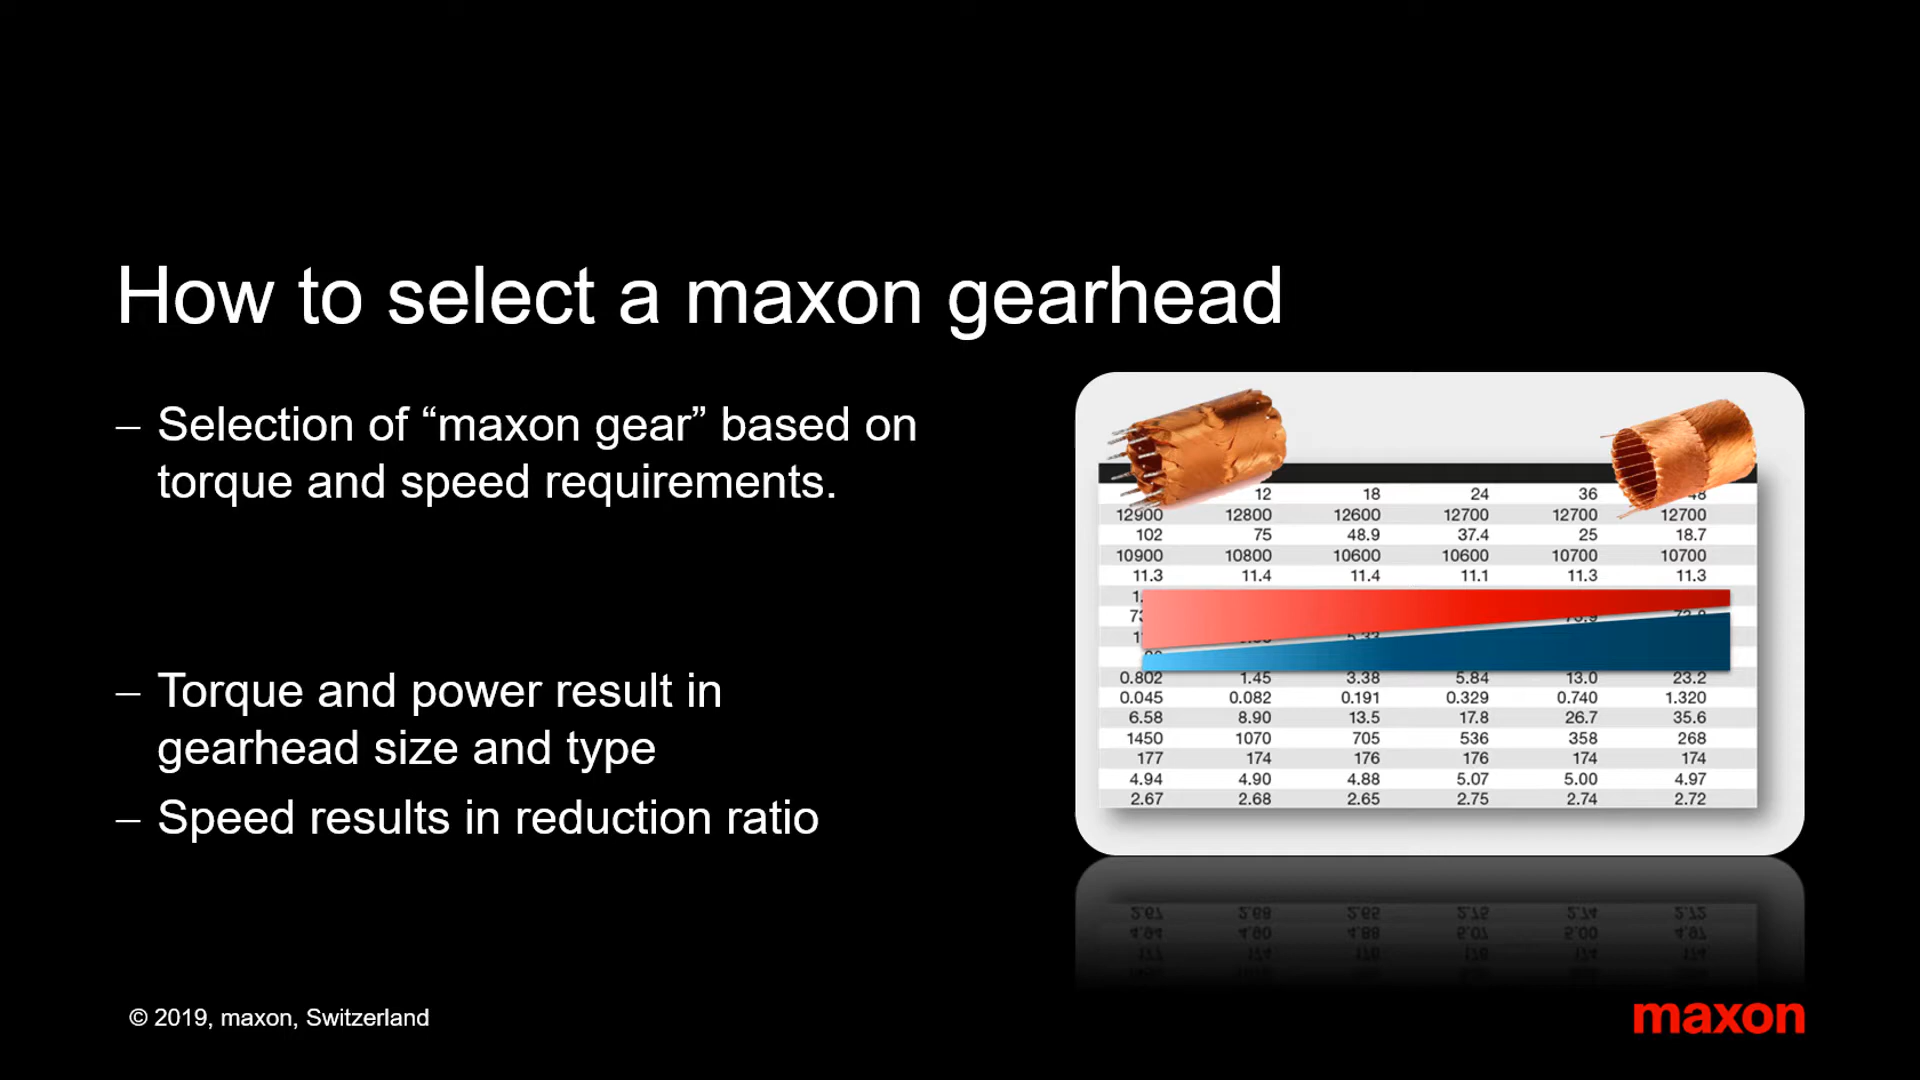 How to select a maxon gearhead
– Selection of “maxon gear” based on
torque and speed requirements.
– Torque and power result in
gearhead size and type
– Speed results in reduction ratio
12 18 24 36 48
12900 12800 12600 12700 12700 12700
102 75 48.9 37.4 25 18.7
10900 10800 10600 10600 10700 10700
11.3 11.4 11.4 11.1 11.3 11.3
0.802 1.45 3.38 5.84 13.0 23.2
0.045 0.082 0.191 0.329 0.740 1.320
6.58 8.90 13.5 17.8 26.7 35.6
1450 1070 705 536 358 268
177 174 176 176 174 174
4.94 4.90 4.88 5.07 5.00 4.97
2.67 2.68 2.65 2.75 2.74 2.72
© 2019, maxon, Switzerland
maxon